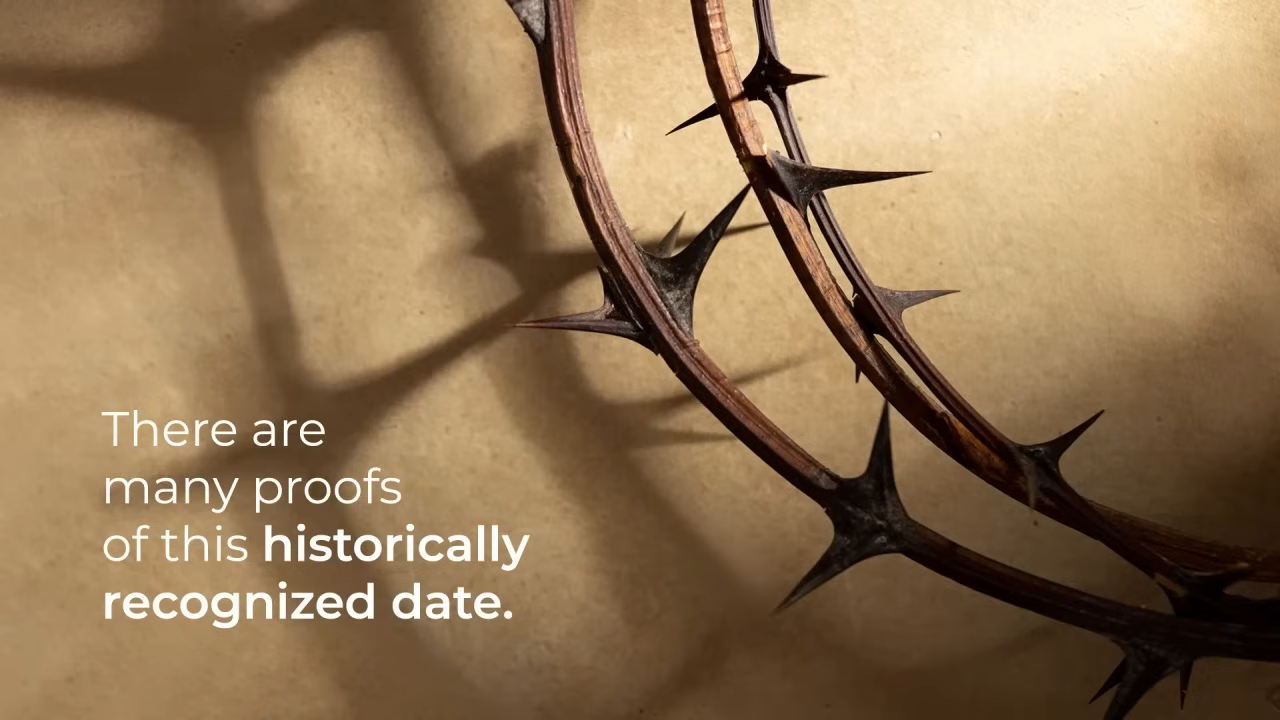 There are
many proofs
of this historically
recognized date.